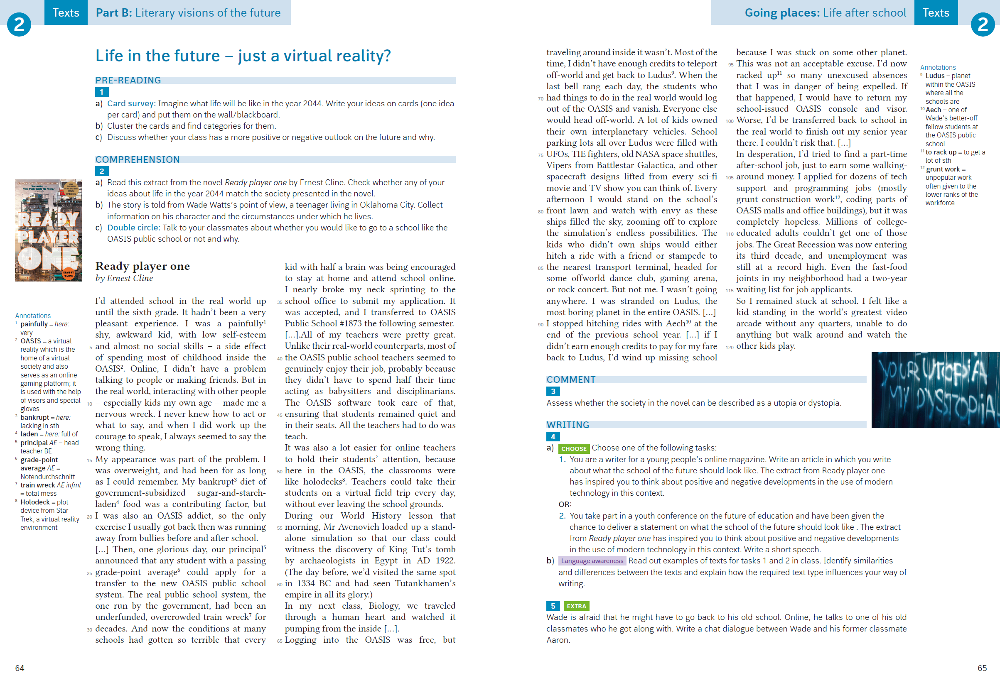 2
Texts
Part B: Literary visions of the future
Life in the future – just a virtual reality?
PRE-READING
1
a) Card survey: Imagine what life will be like in the year 2044. Write your ideas on cards (one idea
per card) and put them on the wall/blackboard.
b) Cluster the cards and find categories for them.
c) Discuss whether your class has a more positive or negative outlook on the future and why.
COMPREHENSION
2
a) Read this extract from the novel Ready player one by Ernest Cline. Check whether any of your
ideas about life in the year 2044 match the society presented in the novel.
b) The story is told from Wade Watts's point of view, a teenager living in Oklahoma City. Collect
information on his character and the circumstances under which he lives.
c) Double circle: Talk to your classmates about whether you would like to go to a school like the
OASIS public school or not and why.
READY
PLAYER
ONE
ERNEST
CLINE
Annotations
1 painfully = here:
very
2 OASIS = a virtual
reality which is the
home of a virtual
society and also
serves as an online
gaming platform; it
is used with the help
of visors and special
gloves
3 bankrupt = here:
lacking in sth
4 laden = here: full of
5 principal AE = head
teacher BE
6 grade-point
average AE =
Notendurchschnitt
7 train wreck AE infml
= total mess
8 Holodeck = plot
device from Star
Trek, a virtual reality
environment
Ready player one
by Ernest Cline
I'd attended school in the real world up
until the sixth grade. It hadn't been a very
pleasant experience. I was a painfully1
shy, awkward kid, with low self-esteem
5 and almost no social skills – a side effect
of spending most of childhood inside the
OASIS2. Online, I didn't have a problem
talking to people or making friends. But in
the real world, interacting with other people
10 – especially kids my own age – made me a
nervous wreck. I never knew how to act or
what to say, and when I did work up the
courage to speak, I always seemed to say the
wrong thing.
15 My appearance was part of the problem. I
was overweight, and had been for as long
as I could remember. My bankrupt3 diet of
government-subsidized sugar-and-starch-
laden4 food was a contributing factor, but
20 I was also an OASIS addict, so the only
exercise I usually got back then was running
away from bullies before and after school.
[...] Then, one glorious day, our principal5
announced that any student with a passing
25 grade-point average6 could apply for a
transfer to the new OASIS public school
system. The real public school system, the
one run by the government, had been an
underfunded, overcrowded train wreck7 for
30 decades. And now the conditions at many
schools had gotten so terrible that every
kid with half a brain was being encouraged
to stay at home and attend school online.
I nearly broke my neck sprinting to the
35 school office to submit my application. It
was accepted, and I transferred to OASIS
Public School #1873 the following semester.
[...].All of my teachers were pretty great.
Unlike their real-world counterparts, most of
40 the OASIS public school teachers seemed to
genuinely enjoy their job, probably because
they didn't have to spend half their time
acting as babysitters and disciplinarians.
The OASIS software took care of that,
45 ensuring that students remained quiet and
in their seats. All the teachers had to do was
teach.
It was also a lot easier for online teachers
to hold their students' attention, because
50 here in the OASIS, the classrooms were
like holodecks8. Teachers could take their
students on a virtual field trip every day,
without ever leaving the school grounds.
During our World History lesson that
55 morning, Mr Avenovich loaded up a stand-
alone simulation so that our class could
witness the discovery of King Tut's tomb
by archaeologists in Egypt in AD 1922.
(The day before, we'd visited the same spot
60 in 1334 BC and had seen Tutankhamen's
empire in all its glory.)
In my next class, Biology, we traveled
through a human heart and watched it
pumping from the inside [...].
65 Logging into the OASIS was free, but
64
Going places: Life after school
Texts
2
traveling around inside it wasn't. Most of the
time, I didn't have enough credits to teleport
off-world and get back to Ludus9. When the
last bell rang each day, the students who
70 had things to do in the real world would log
out of the OASIS and vanish. Everyone else
would head off-world. A lot of kids owned
their own interplanetary vehicles. School
parking lots all over Ludus were filled with
75 UFOs, TIE fighters, old NASA space shuttles,
Vipers from Battlestar Galactica, and other
spacecraft designs lifted from every sci-fi
movie and TV show you can think of. Every
afternoon I would stand on the school's
80 front lawn and watch with envy as these
ships filled the sky, zooming off to explore
the simulation's endless possibilities. The
kids who didn't own ships would either
hitch a ride with a friend or stampede to
85 the nearest transport terminal, headed for
some offworld dance club, gaming arena,
or rock concert. But not me. I wasn't going
anywhere. I was stranded on Ludus, the
most boring planet in the entire OASIS. [...]
90 I stopped hitching rides with Aech10 at the
end of the previous school year. [...] if I
didn't earn enough credits to pay for my fare
back to Ludus, I'd wind up missing school
because I was stuck on some other planet.
95 This was not an acceptable excuse. I'd now
racked up11 so many unexcused absences
that I was in danger of being expelled. If
that happened, I would have to return my
school-issued OASIS console and visor.
100 Worse, I'd be transferred back to school in
the real world to finish out my senior year
there. I couldn't risk that. [...]
In desperation, I'd tried to find a part-time
after-school job, just to earn some walking-
105 around money. I applied for dozens of tech
support and programming jobs (mostly
grunt construction work12, coding parts of
OASIS malls and office buildings), but it was
completely hopeless. Millions of college-
110 educated adults couldn't get one of those
jobs. The Great Recession was now entering
its third decade, and unemployment was
still at a record high. Even the fast-food
joints in my neighborhood had a two-year
115 waiting list for job applicants.
So I remained stuck at school. I felt like a
kid standing in the world's greatest video
arcade without any quarters, unable to do
anything but walk around and watch the
120 other kids play.
Annotations
9 Ludus = planet
within the OASIS
where all the
schools are
10 Aech = one of
Wade's better-off
fellow students at
the OASIS public
school
11 to rack up = to get a
lot of sth
12 grunt work =
unpopular work
often given to the
lower ranks of the
workforce
YOUR UTOPiA
MY DYSTOPiA
COMMENT
3
Assess whether the society in the novel can be described as a utopia or dystopia.
WRITING
4
a) CHOOSE Choose one of the following tasks:
1. You are a writer for a young people's online magazine. Write an article in which you write
about what the school of the future should look like. The extract from Ready player one
has inspired you to think about positive and negative developments in the use of modern
technology in this context.
OR:
2. You take part in a youth conference on the future of education and have been given the
chance to deliver a statement on what the school of the future should look like . The extract
from Ready player one has inspired you to think about positive and negative developments
in the use of modern technology in this context. Write a short speech.
b) Language awareness Read out examples of texts for tasks 1 and 2 in class. Identify similarities
and differences between the texts and explain how the required text type influences your way of
writing.
5 EXTRA
Wade is afraid that he might have to go back to his old school. Online, he talks to one of his old
classmates who he got along with. Write a chat dialogue between Wade and his former classmate
Aaron.
65